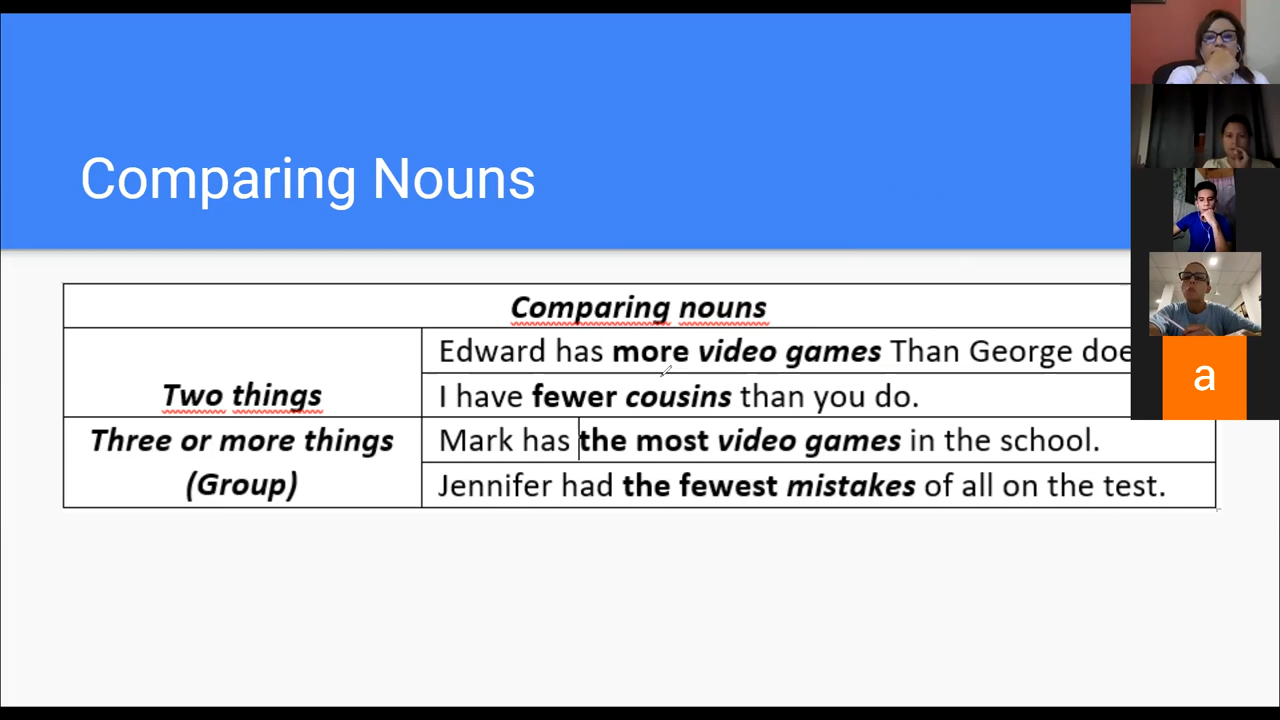 Comparing Nouns
Comparing nouns
Two things
Edward has more video games Than George doe
I have fewer cousins than you do.
Three or more things
(Group)
Mark has the most video games in the school.
Jennifer had the fewest mistakes of all on the test.
a